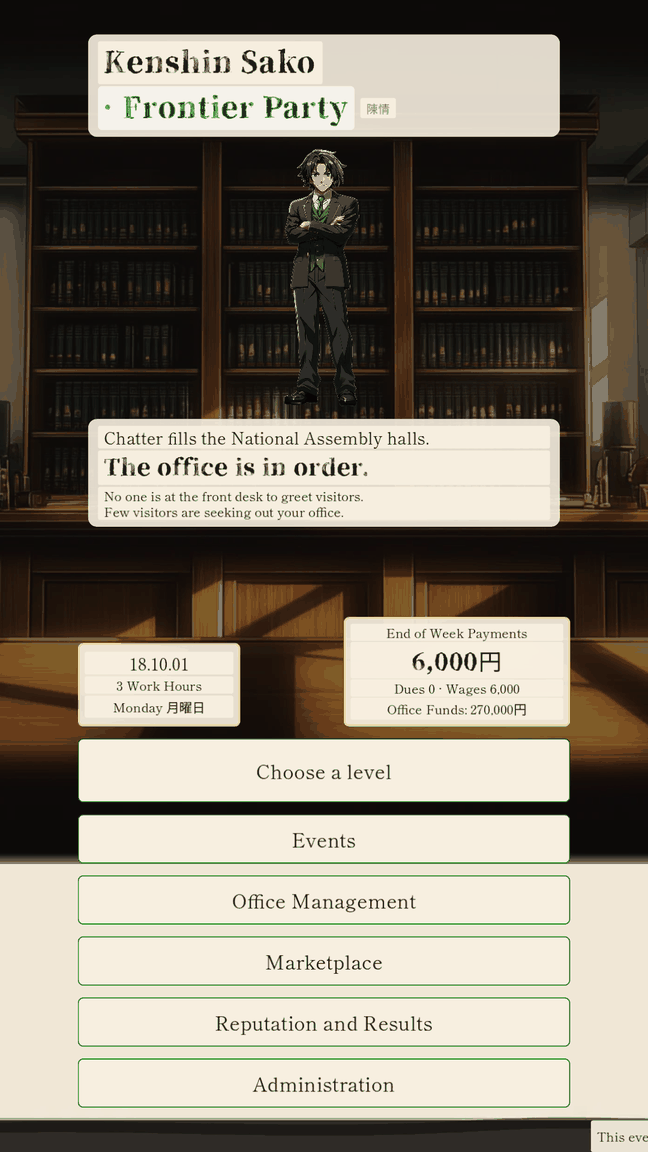 Kenshin Sako
· Frontier Party 陳情
Chatter fills the National Assembly halls.
The office is in order.
No one is at the front desk to greet visitors.
Few visitors are seeking out your office.
18.10.01
3 Work Hours
Monday 月曜日
End of Week Payments
6,000円
Dues 0 · Wages 6,000
Office Funds: 270,000円
Choose a level
Events
Office Management
Marketplace
Reputation and Results
Administration
This eve